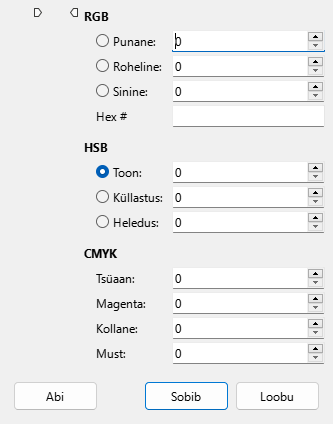 RGB
Punane: 0
Roheline: 0
Sinine: 0
Hex #
HSB
Toon: 0
Küllastus: 0
Heledus: 0
CMYK
Tsüaan: 0
Magenta: 0
Kollane: 0
Must: 0
Abi Sobib Loobu